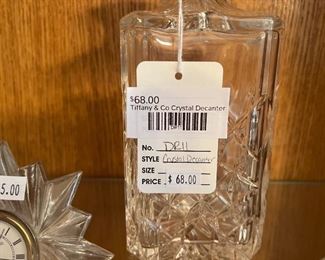 $68.00
Tiffany & Co Crystal Decanter
No. DR11
STYLE Crystal Decanter
SIZE
PRICE $ 68.00
5.00